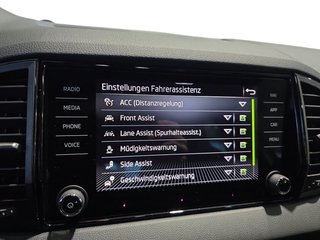 Einstellungen Fahrerassistenz
RADIO
MEDIA
PHONE
VOICE
ACC (Distanzregelung)
Front Assist
Lane Assist (Spurhalteassist.)
Müdigkeitswarnung
Side Assist
Geschwindigkeitswarnung
MENU
APP
CAR
NAV